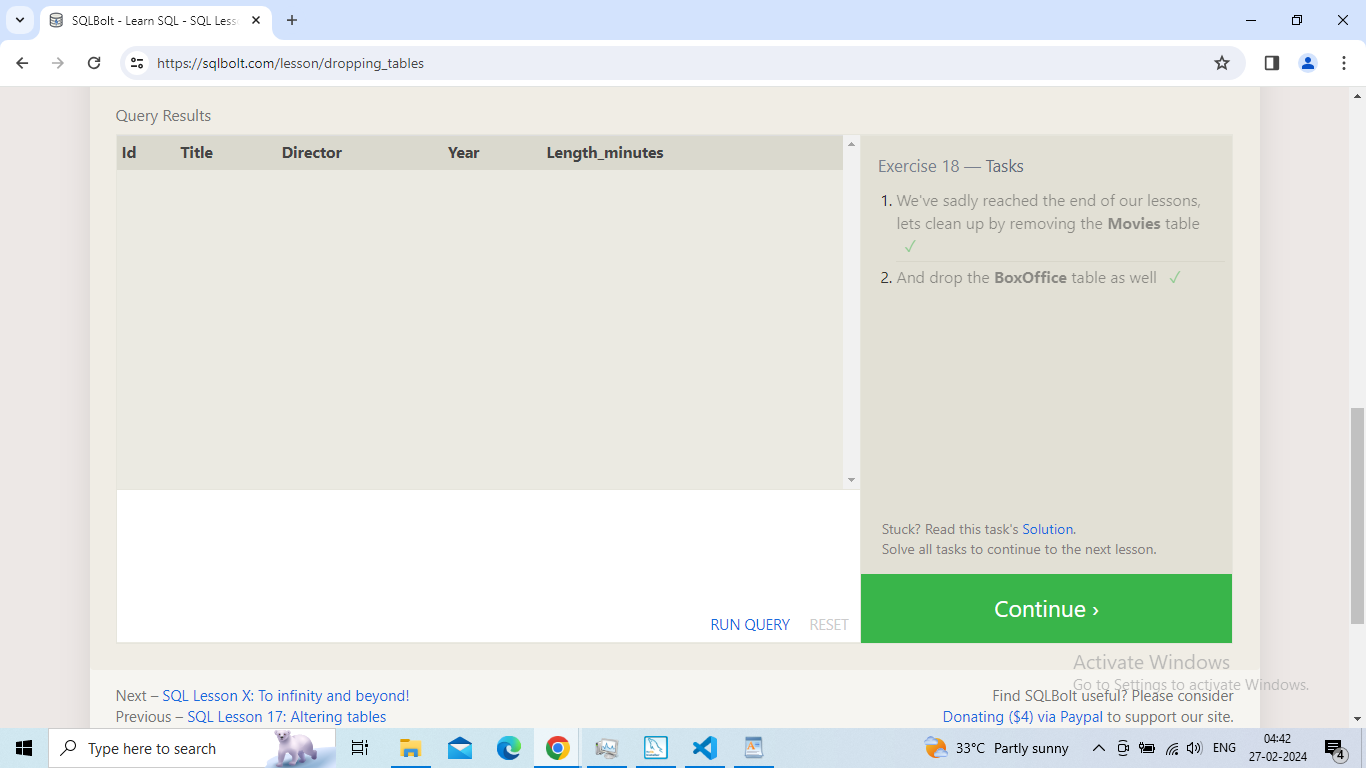 SQLBolt - Learn SQL - SQL Less
https://sqlbolt.com/lesson/dropping_tables
Query Results
Id Title Director Year Length_minutes
Exercise 18 — Tasks
1. We've sadly reached the end of our lessons,
lets clean up by removing the Movies table
✓
2. And drop the BoxOffice table as well ✓
Stuck? Read this task's Solution.
Solve all tasks to continue to the next lesson.
RUN QUERY RESET
Continue ›
Activate Windows
Go to Settings to activate Windows.
Next – SQL Lesson X: To infinity and beyond!
Previous – SQL Lesson 17: Altering tables
Find SQLBolt useful? Please consider
Donating ($4) via Paypal to support our site.
Type here to search
33°C Partly sunny
ENG
04:42
27-02-2024
4